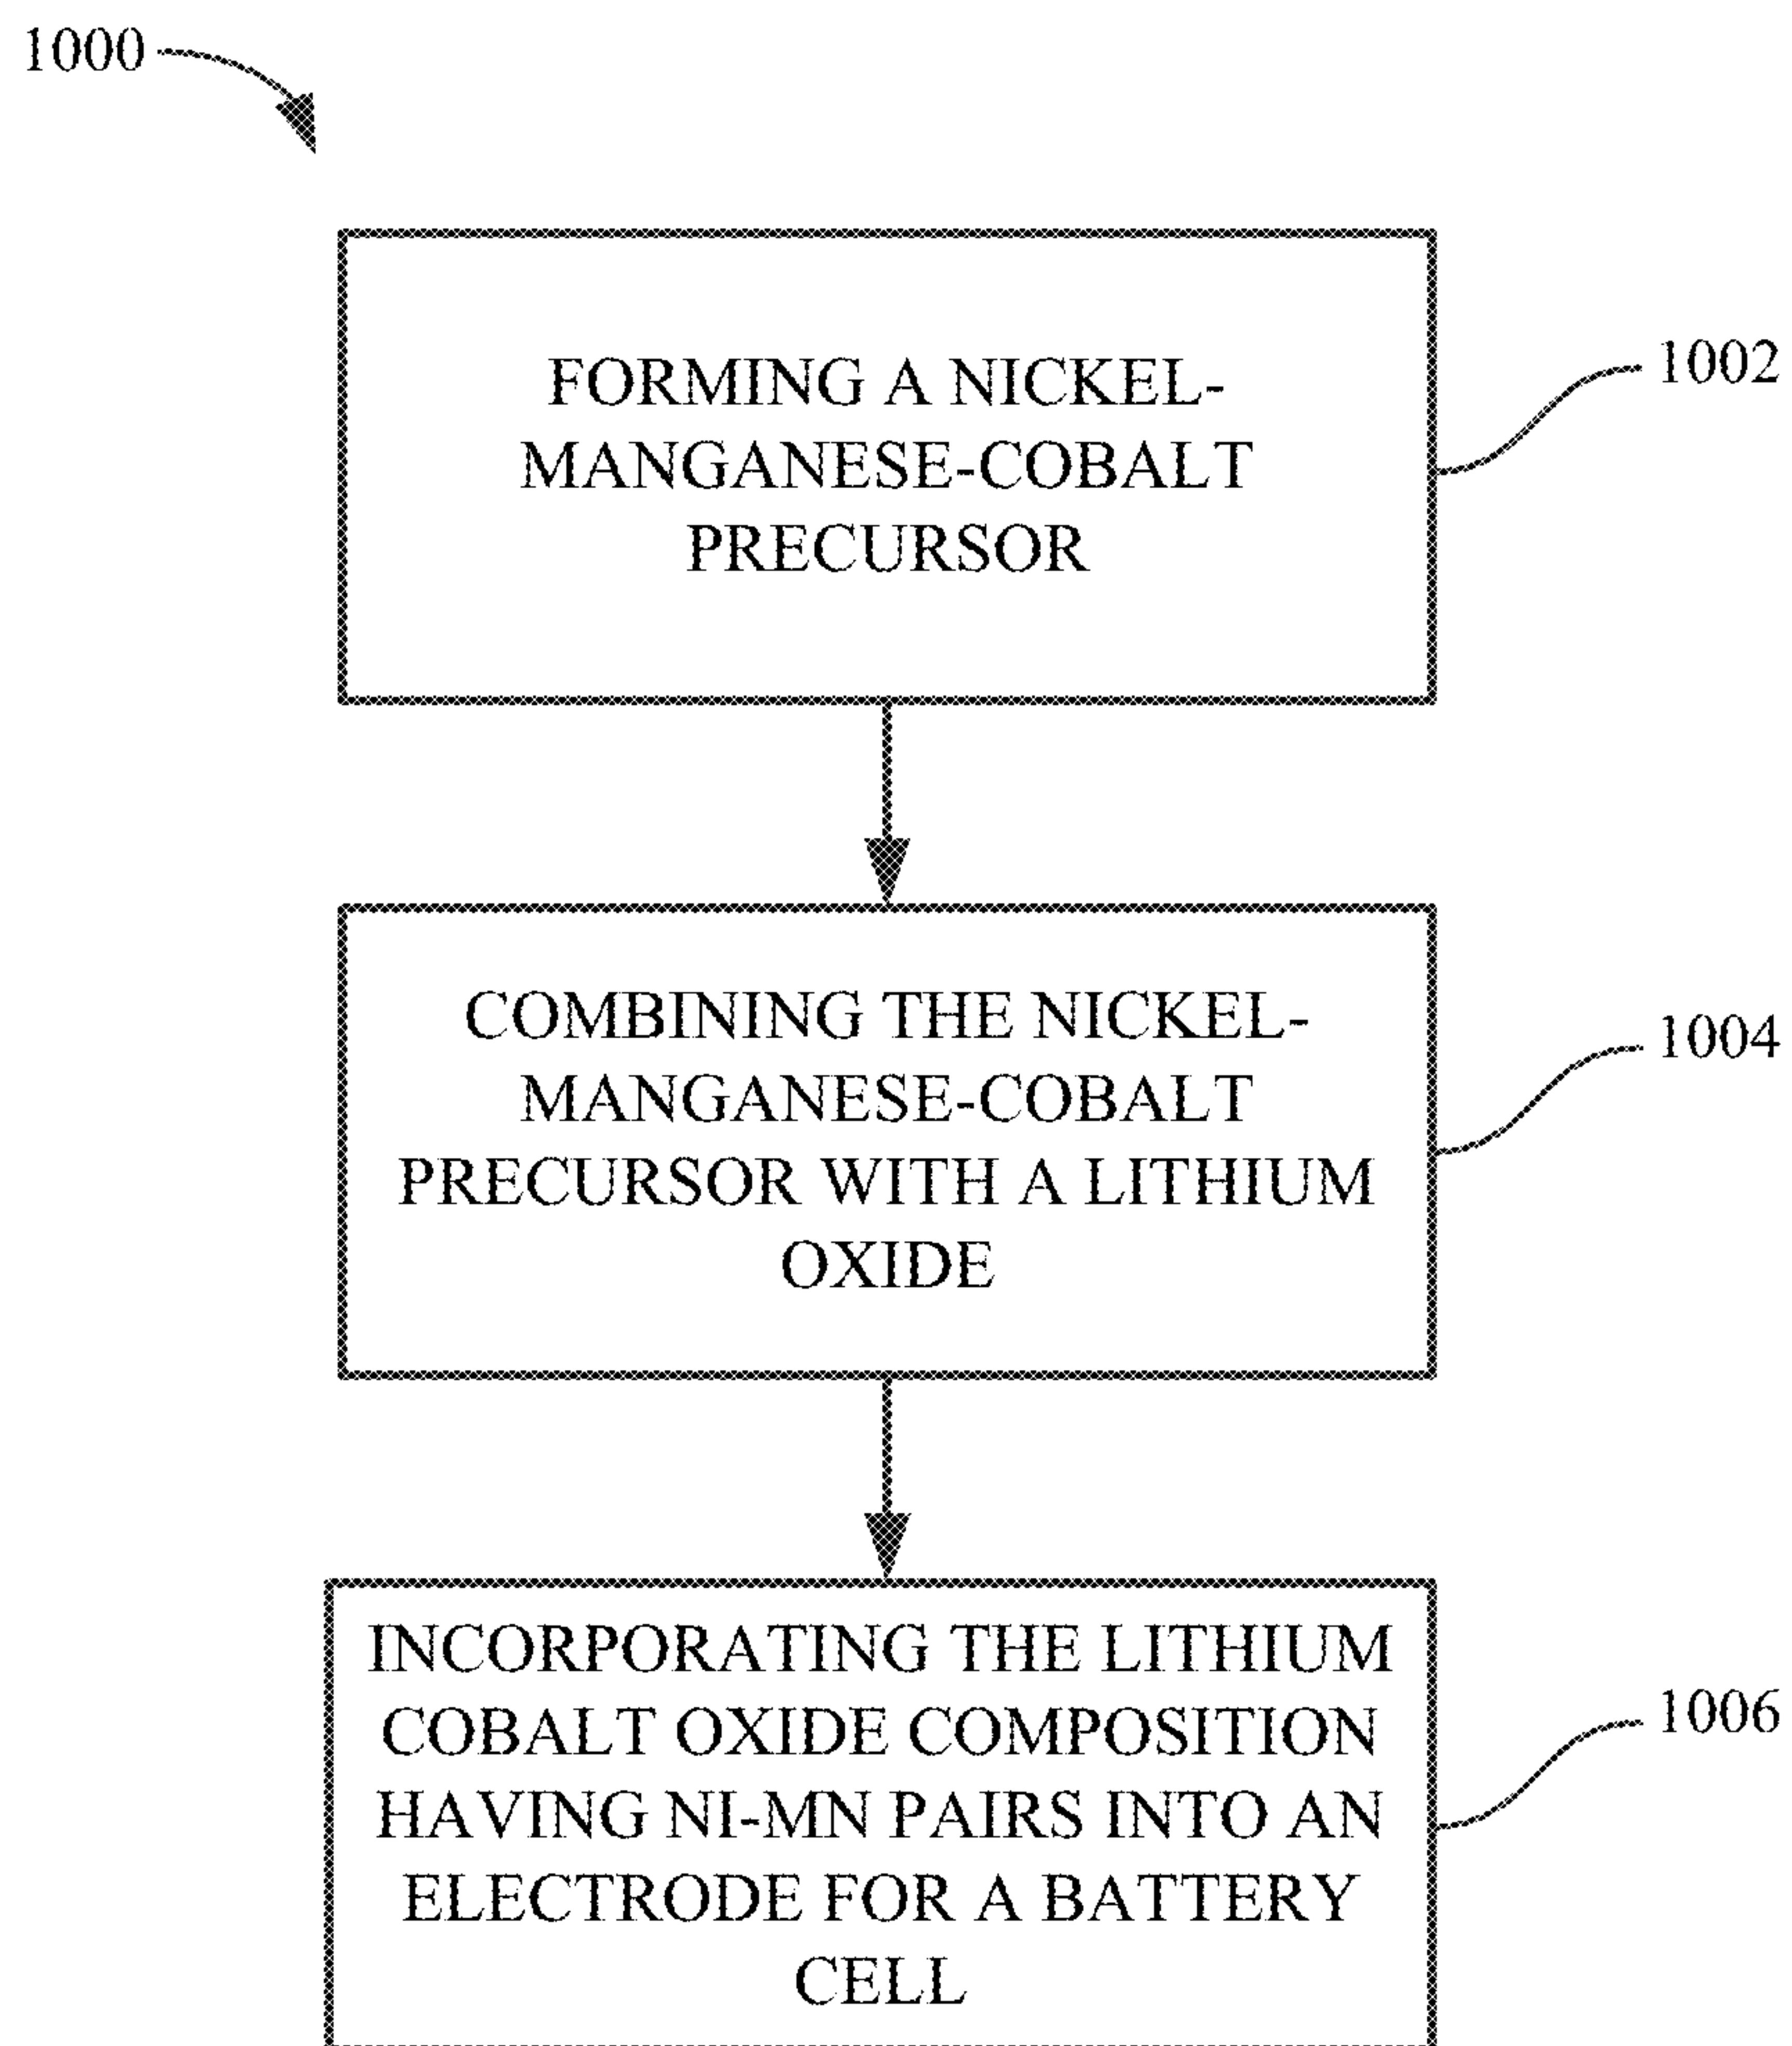 1000
FORMING A NICKEL-
MANGANESE-COBALT
PRECURSOR
1002
COMBINING THE NICKEL-
MANGANESE-COBALT
PRECURSOR WITH A LITHIUM
OXIDE
1004
INCORPORATING THE LITHIUM
COBALT OXIDE COMPOSITION
HAVING NI-MN PAIRS INTO AN
ELECTRODE FOR A BATTERY
CELL
1006